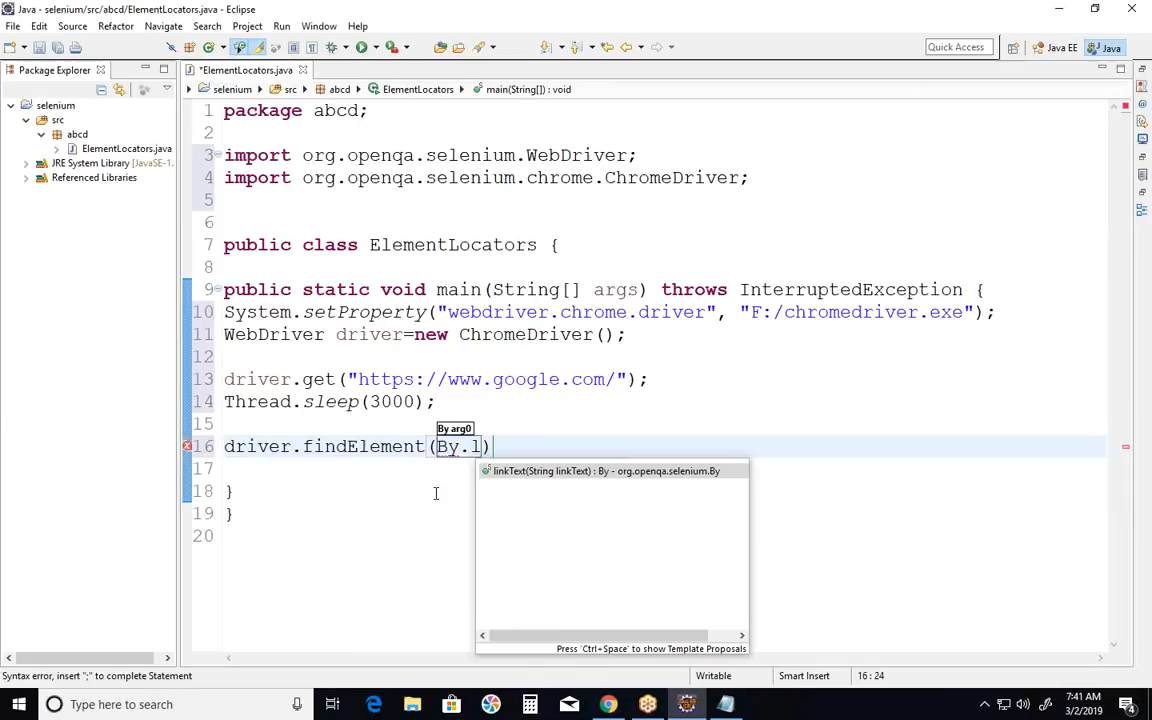 Java - selenium/src/abcd/ElementLocators.java - Eclipse
File Edit Source Refactor Navigate Search Project Run Window Help
Quick Access
Java EE
Java
Package Explorer
*ElementLocators.java
selenium
src
abcd
ElementLocators.java
JRE System Library [JavaSE-1.
Referenced Libraries
selenium src abcd ElementLocators main(String[]) : void
1 package abcd;
2
3 import org.openqa.selenium.WebDriver;
4 import org.openqa.selenium.chrome.ChromeDriver;
5
6
7 public class ElementLocators {
8
9 public static void main(String[] args) throws InterruptedException {
10 System.setProperty("webdriver.chrome.driver", "F:/chromedriver.exe");
11 WebDriver driver=new ChromeDriver();
12
13 driver.get("https://www.google.com/");
14 Thread.sleep(3000);
15
By arg0
16 driver.findElement(By.l)
linkText(String linkText) : By - org.openqa.selenium.By
17
18 }
19 }
20
Press 'Ctrl+Space' to show Template Proposals
Syntax error, insert ";" to complete Statement
Writable
Smart Insert
16 : 24
Type here to search
7:41 AM
3/2/2019
4